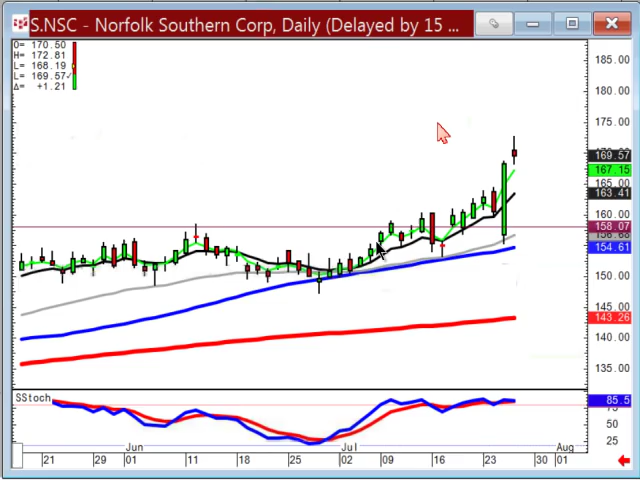 S.NSC - Norfolk Southern Corp, Daily (Delayed by 15 ...
O= 170.50
H= 172.81
L= 168.19
L= 169.57✓
Δ= +1.21
185.00
180.00
175.00
169.57
167.15
165.00
163.41
160.00
158.07
154.61
150.00
145.00
143.26
140.00
135.00
SStoch
85.5
50
25
Jun Jul Aug
21 29 01 11 18 25 02 09 16 23 30 01